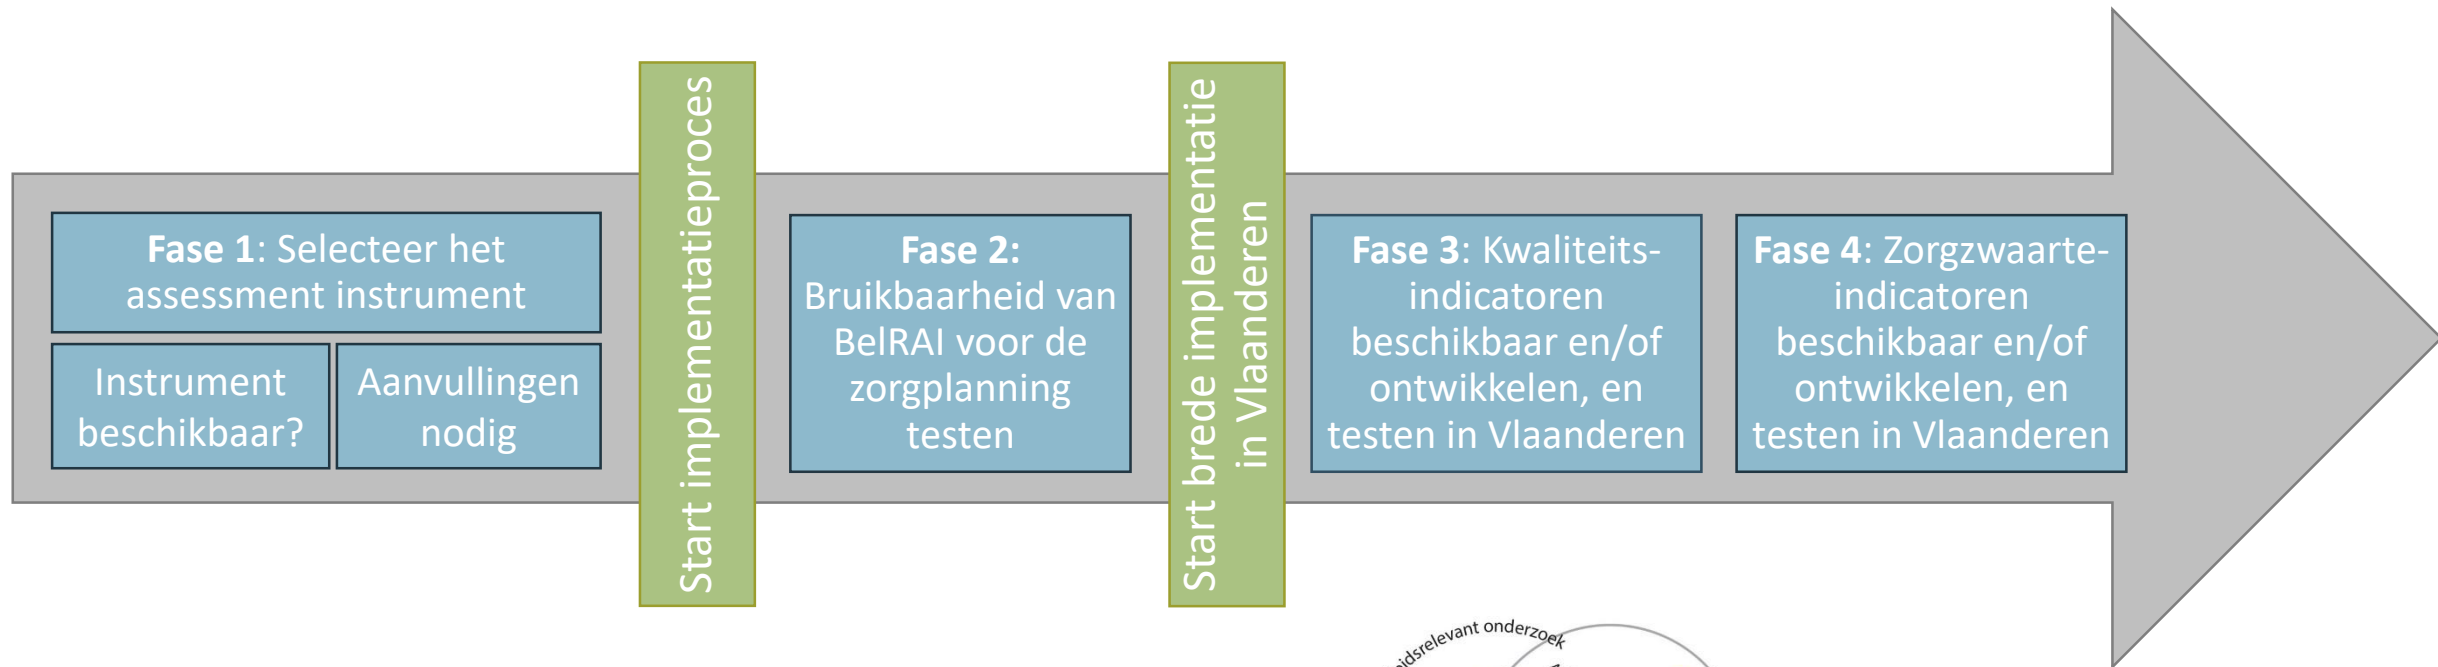 Fase 1: Selecteer het
assessment instrument
Instrument
beschikbaar?
Aanvullingen
nodig
Start implementatieproces
Fase 2:
Bruikbaarheid van
BelRAI voor de
zorgplanning
testen
Start brede implementatie
in Vlaanderen
Fase 3: Kwaliteits-
indicatoren
beschikbaar en/of
ontwikkelen, en
testen in Vlaanderen
Fase 4: Zorgzwaarte-
indicatoren
beschikbaar en/of
ontwikkelen, en
testen in Vlaanderen
onderzoek